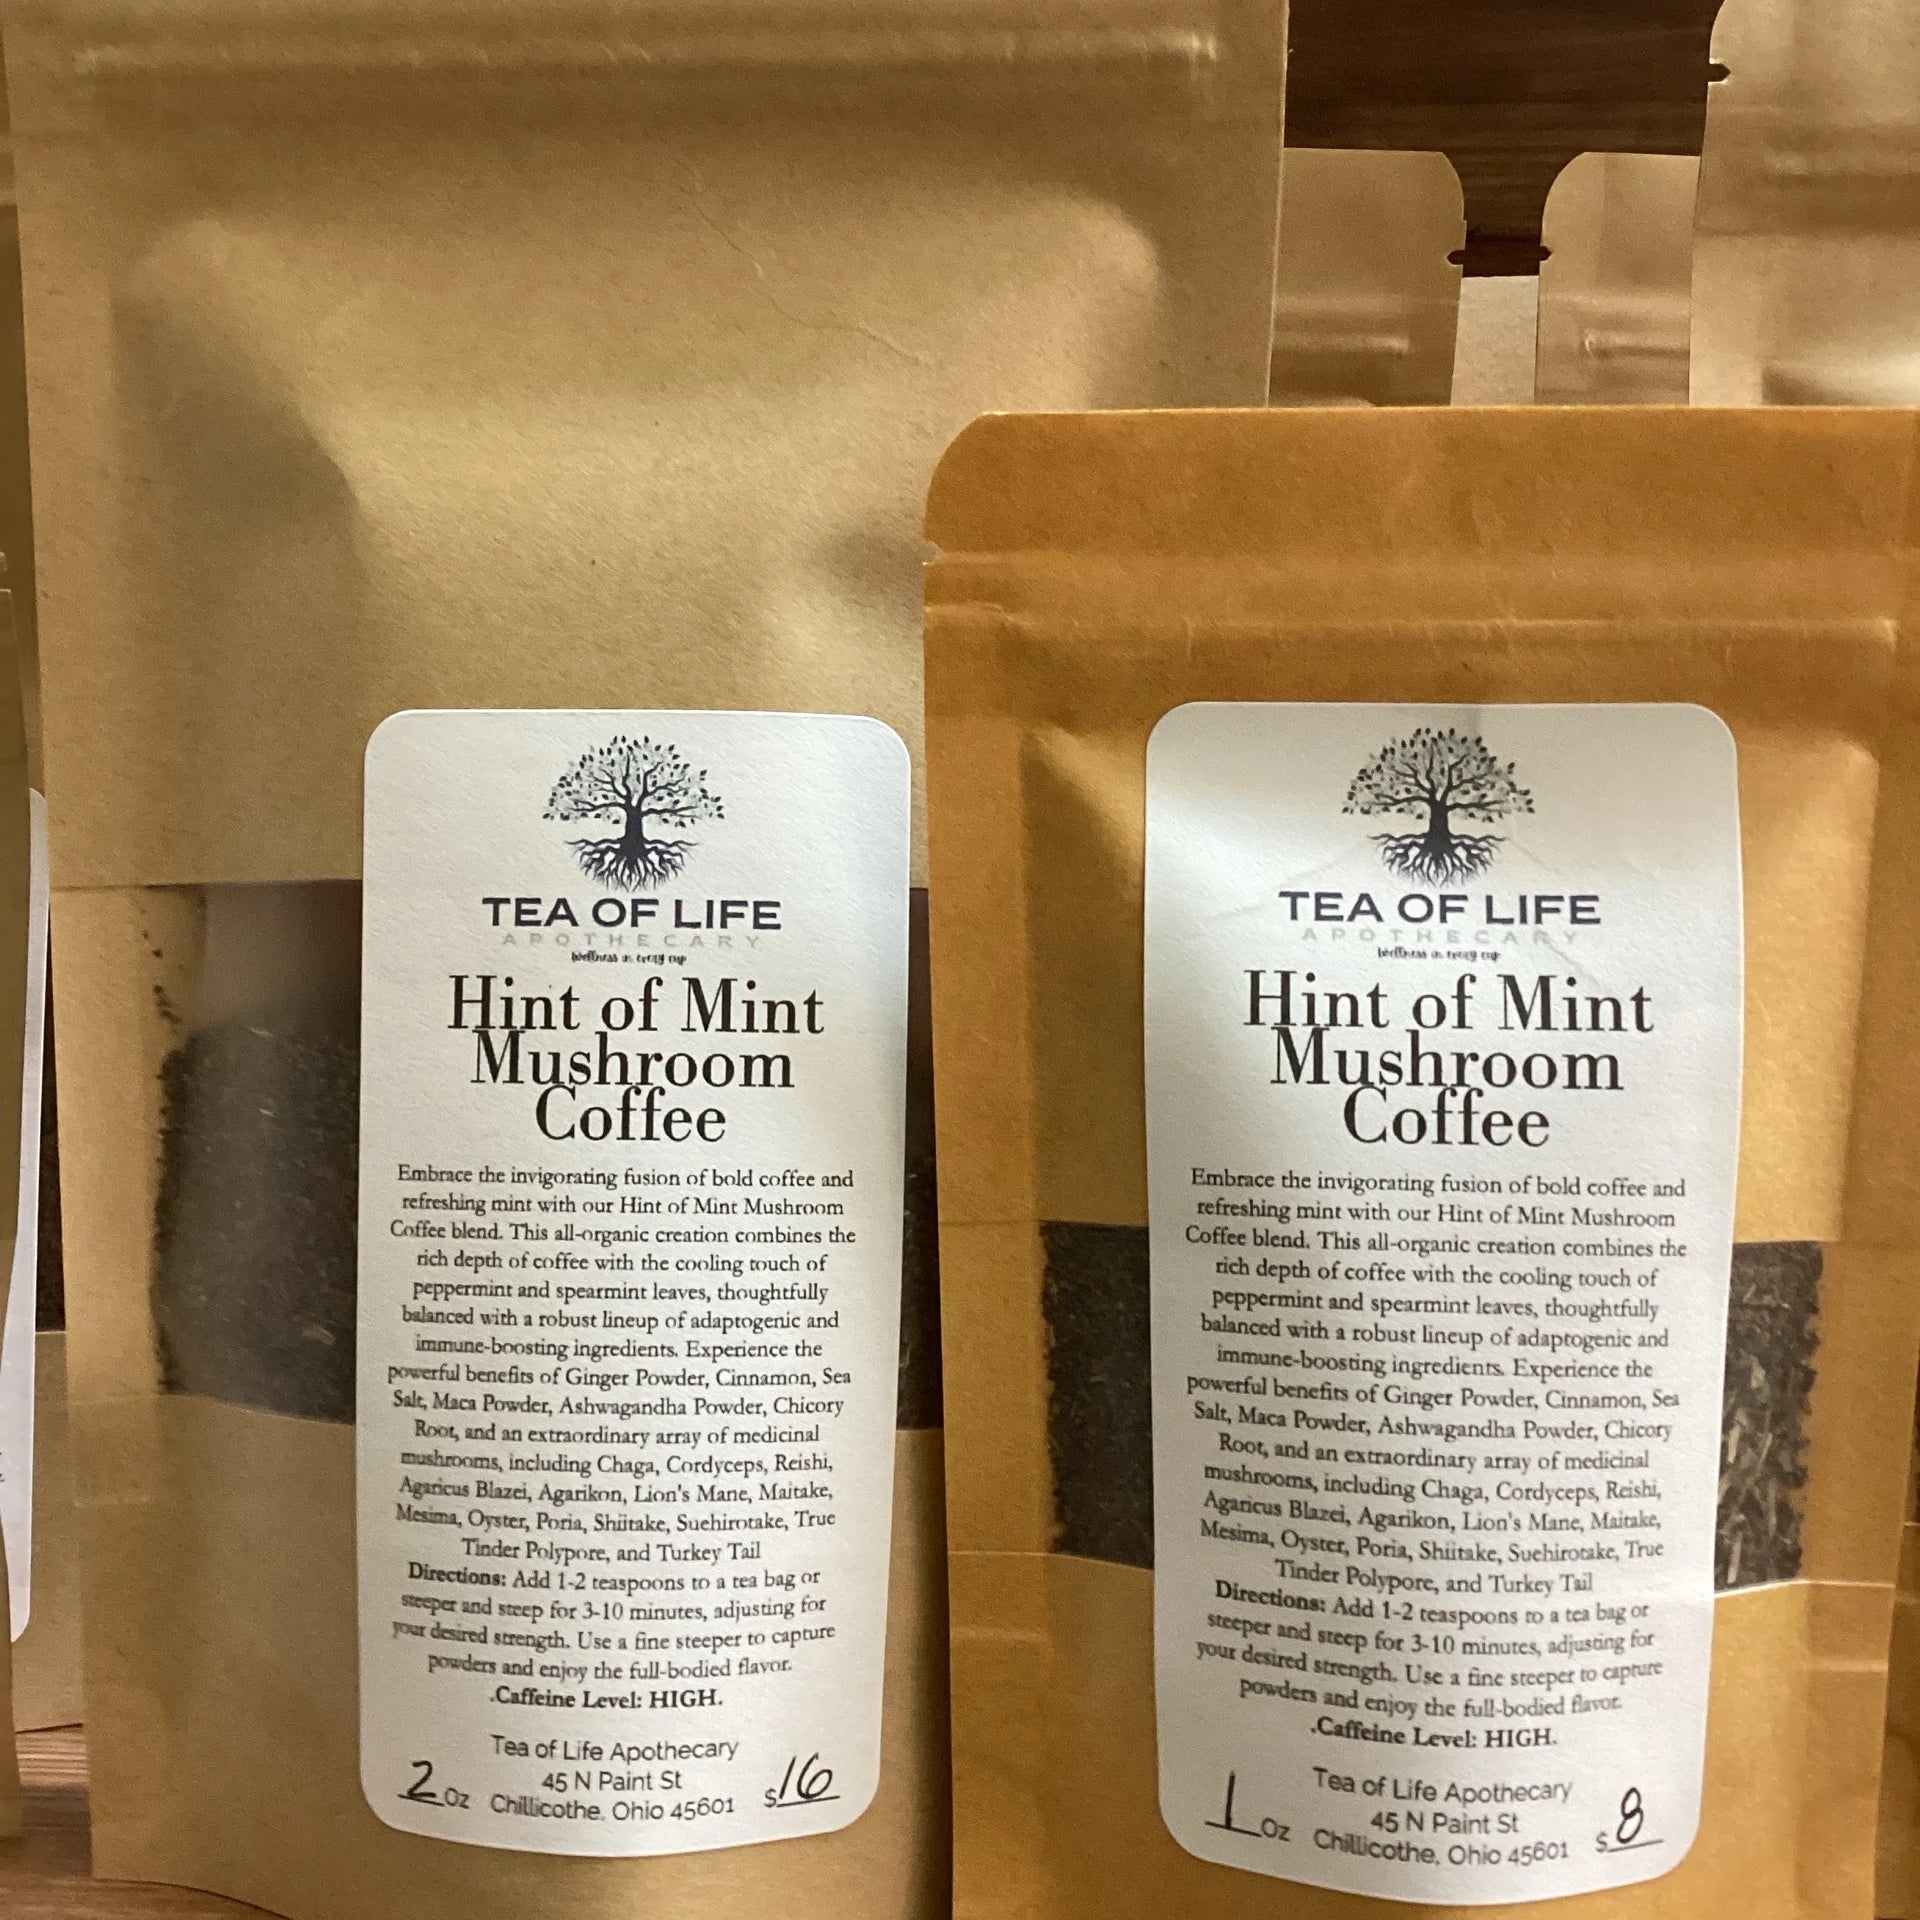 TEA OF LIFE
APOTHECARY
Wellness in every cup
Hint of Mint
Mushroom
Coffee
Embrace the invigorating fusion of bold coffee and
refreshing mint with our Hint of Mint Mushroom
Coffee blend. This all-organic creation combines the
rich depth of coffee with the cooling touch of
peppermint and spearmint leaves, thoughtfully
balanced with a robust lineup of adaptogenic and
immune-boosting ingredients. Experience the
powerful benefits of Ginger Powder, Cinnamon, Sea
Salt, Maca Powder, Ashwagandha Powder, Chicory
Root, and an extraordinary array of medicinal
mushrooms, including Chaga, Cordyceps, Reishi,
Agaricus Blazei, Agarikon, Lion's Mane, Maitake,
Mesima, Oyster, Poria, Shiitake, Suehirotake, True
Tinder Polypore, and Turkey Tail
Directions: Add 1-2 teaspoons to a tea bag or
steeper and steep for 3-10 minutes, adjusting for
your desired strength. Use a fine steeper to capture
powders and enjoy the full-bodied flavor.
.Caffeine Level: HIGH.
Tea of Life Apothecary
45 N Paint St
2 Oz Chillicothe, Ohio 45601 $16
TEA OF LIFE
APOTHECARY
Wellness in every cup
Hint of Mint
Mushroom
Coffee
Embrace the invigorating fusion of bold coffee and
refreshing mint with our Hint of Mint Mushroom
Coffee blend. This all-organic creation combines the
rich depth of coffee with the cooling touch of
peppermint and spearmint leaves, thoughtfully
balanced with a robust lineup of adaptogenic and
immune-boosting ingredients. Experience the
powerful benefits of Ginger Powder, Cinnamon, Sea
Salt, Maca Powder, Ashwagandha Powder, Chicory
Root, and an extraordinary array of medicinal
mushrooms, including Chaga, Cordyceps, Reishi,
Agaricus Blazei, Agarikon, Lion's Mane, Maitake,
Mesima, Oyster, Poria, Shiitake, Suehirotake, True
Tinder Polypore, and Turkey Tail
Directions: Add 1-2 teaspoons to a tea bag or
steeper and steep for 3-10 minutes, adjusting for
your desired strength. Use a fine steeper to capture
powders and enjoy the full-bodied flavor.
.Caffeine Level: HIGH.
Tea of Life Apothecary
45 N Paint St
1 Oz Chillicothe, Ohio 45601 $8